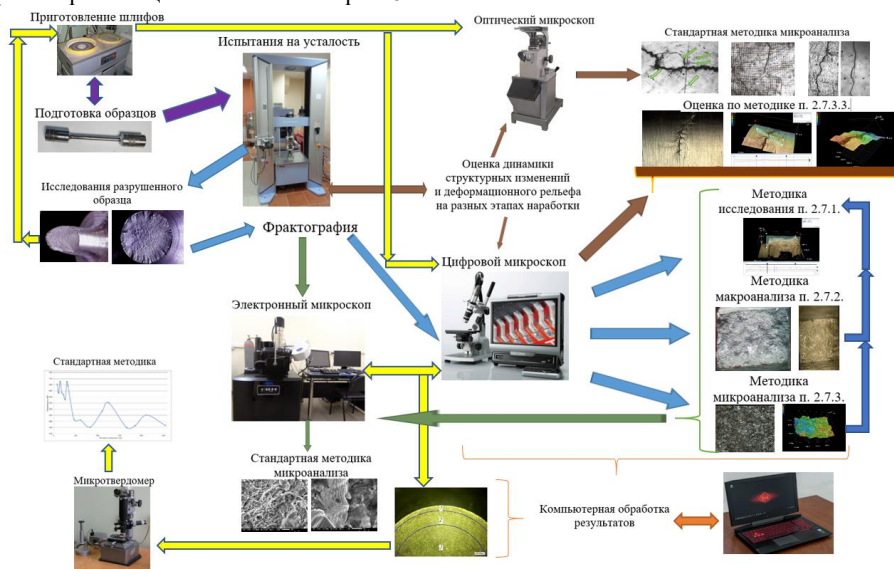 Приготовление шлифов
Оптический микроскоп
Испытания на усталость
Стандартная методика микроанализа
Подготовка образцов
Оценка по методике п. 2.7.3.3.
Исследования разрушенного
образца
Оценка динамики
структурных изменений
и деформационного рельефа
на разных этапах наработки
Методика
исследования п. 2.7.1.
Фрактография
Цифровой микроскоп
Электронный микроскоп
Методика
макроанализа п. 2.7.2.
Стандартная методика
Методика
микроанализа п. 2.7.3.
Стандартная методика
микроанализа
Микротвердомер
Компьютерная обработка
результатов